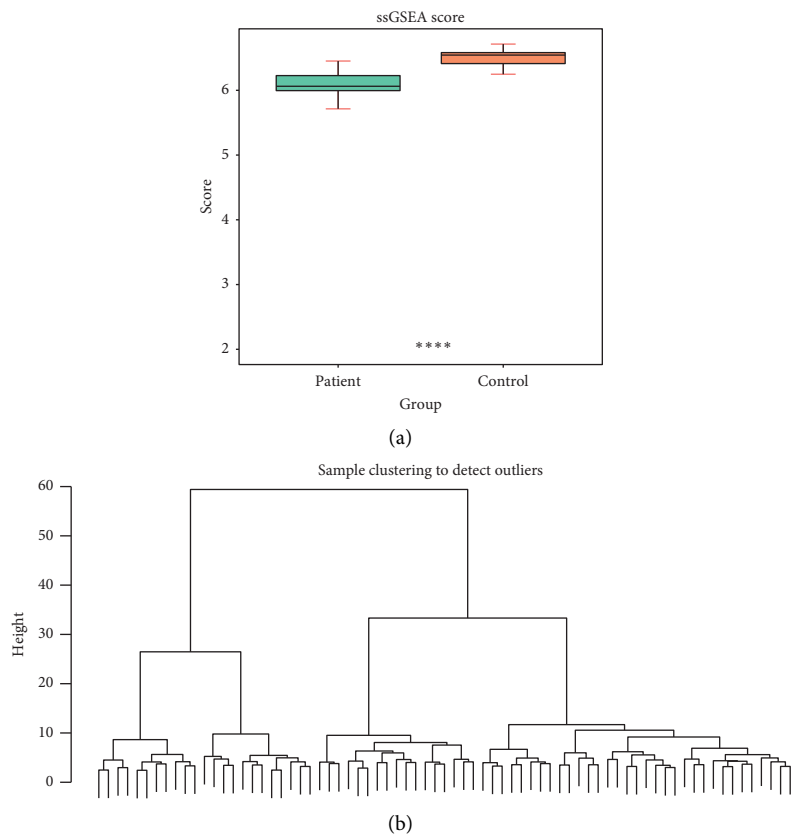 ssGSEA score
6
5
4
3
2
Score
****
Patient
Control
Group
(a)
Sample clustering to detect outliers
60
50
40
30
20
10
0
Height
(b)